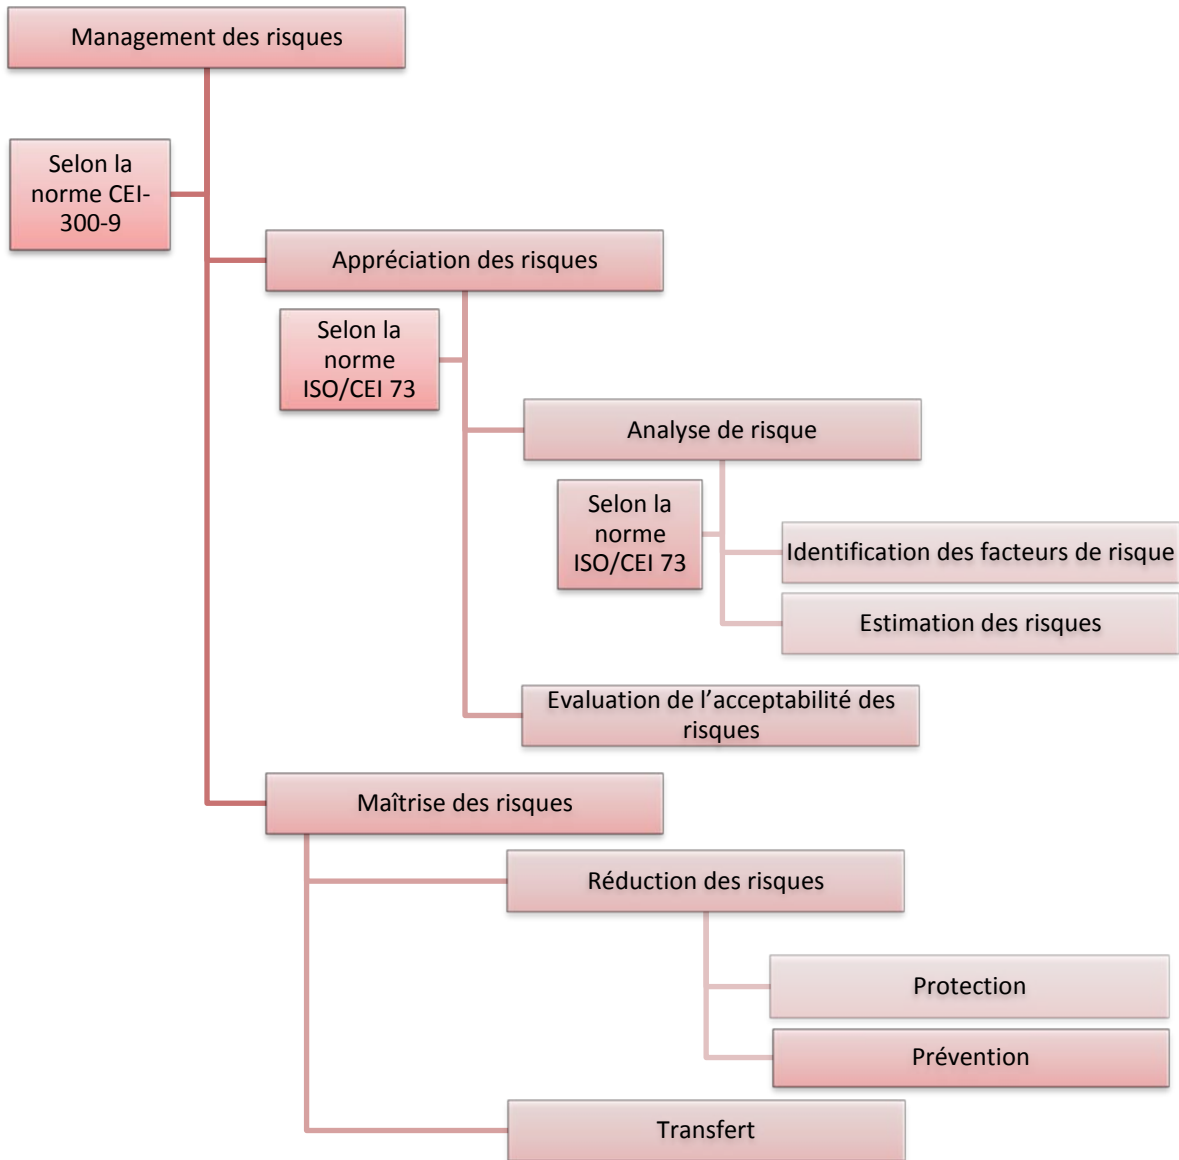 Management des risques
Selon la
norme CEI-
300-9
Appréciation des risques
Selon la
norme
ISO/CEI 73
Analyse de risque
Selon la
norme
ISO/CEI 73
Identification des facteurs de risque
Estimation des risques
Evaluation de l’acceptabilité des
risques
Maîtrise des risques
Réduction des risques
Protection
Prévention
Transfert